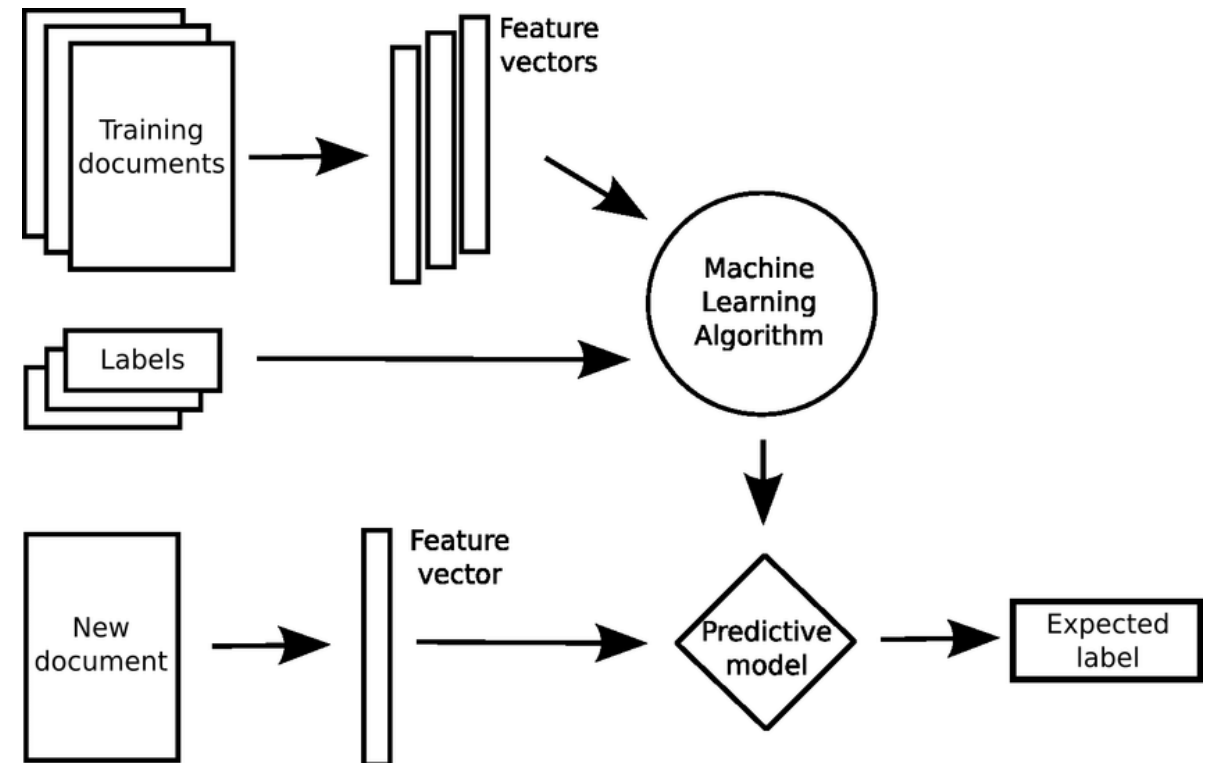 Feature
vectors
Training
documents
Machine
Learning
Algorithm
Labels
Feature
vector
New
document
Predictive
model
Expected
label